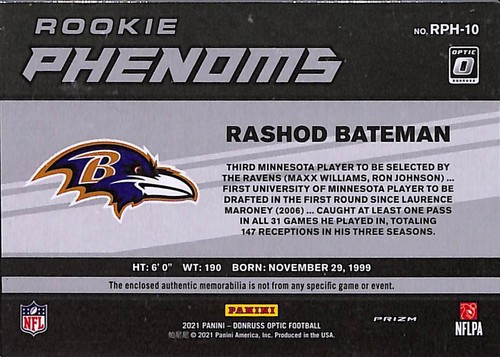 ROOKIE
PHENOMS
NO. RPH-10
OPTIC
O
RASHOD BATEMAN
B
THIRD MINNESOTA PLAYER TO BE SELECTED BY
THE RAVENS (MAXX WILLIAMS, RON JOHNSON) ...
FIRST UNIVERSITY OF MINNESOTA PLAYER TO BE
DRAFTED IN THE FIRST ROUND SINCE LAURENCE
MARONEY (2006) ... CAUGHT AT LEAST ONE PASS
IN ALL 31 GAMES HE PLAYED IN, TOTALING
147 RECEPTIONS IN HIS THREE SEASONS.
HT: 6' 0" WT: 190 BORN: NOVEMBER 29, 1999
The enclosed authentic memorabilia is not from any specific game or event.
NFL
PANINI
2021 PANINI - DONRUSS OPTIC FOOTBALL
帕尼尼 © 2021 Panini America, Inc. Produced in the USA.
PRIZM
NFLPA